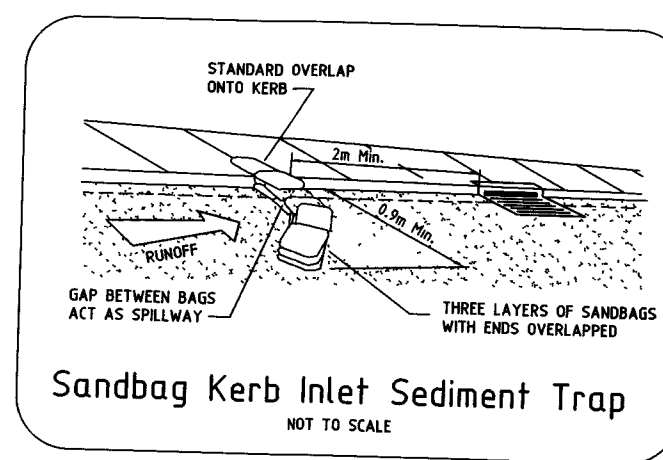 STANDARD OVERLAP
ONTO KERB
2m Min.
0.9m Min.
RUNOFF
GAP BETWEEN BAGS
ACT AS SPILLWAY
THREE LAYERS OF SANDBAGS
WITH ENDS OVERLAPPED
Sandbag Kerb Inlet Sediment Trap
NOT TO SCALE